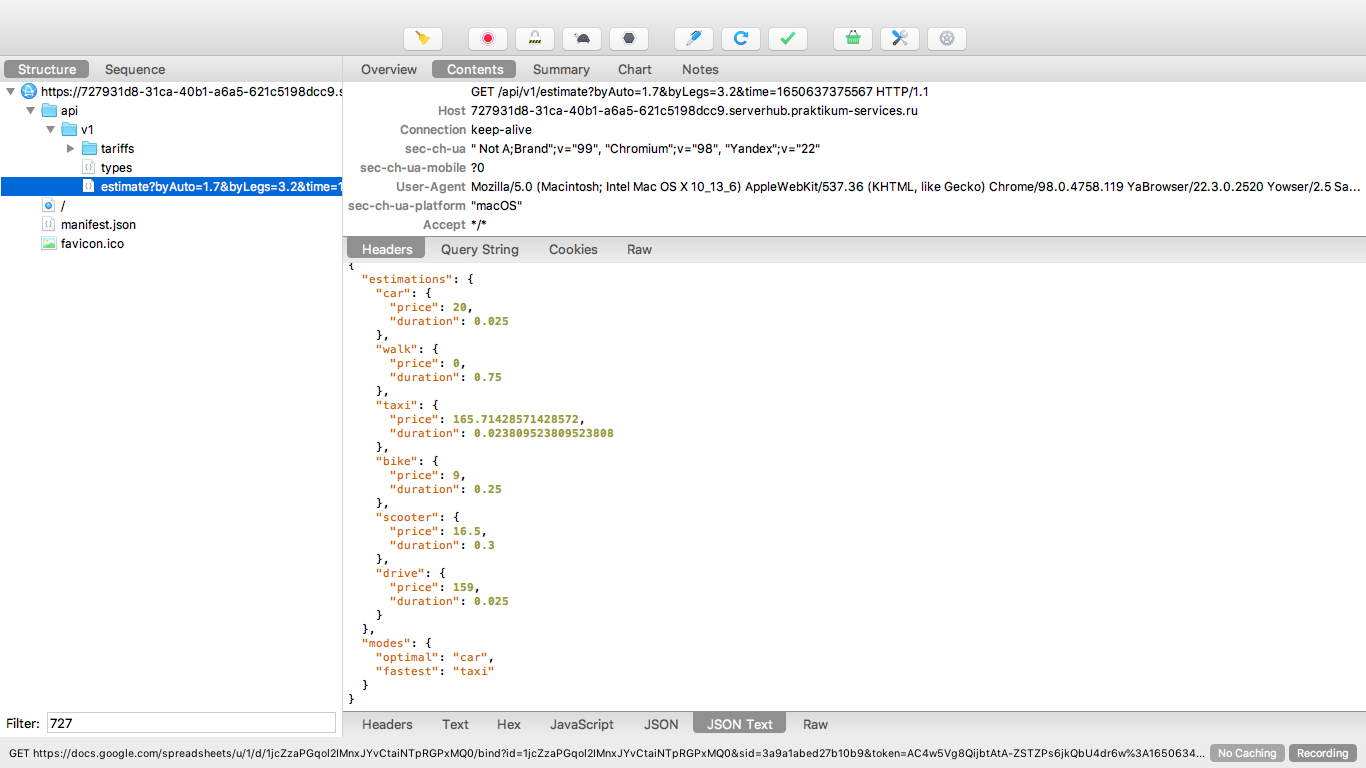 Structure
Sequence
https://727931d8-31ca-40b1-a6a5-621c5198dcc9.s
api
v1
tariffs
types
estimate?byAuto=1.7&byLegs=3.2&time=1
/
manifest.json
favicon.ico
Filter: 727
Overview
Contents
Summary
Chart
Notes
GET /api/v1/estimate?byAuto=1.7&byLegs=3.2&time=1650637375567 HTTP/1.1
Host 727931d8-31ca-40b1-a6a5-621c5198dcc9.serverhub.praktikum-services.ru
Connection keep-alive
sec-ch-ua " Not A;Brand";v="99", "Chromium";v="98", "Yandex";v="22"
sec-ch-ua-mobile ?0
User-Agent Mozilla/5.0 (Macintosh; Intel Mac OS X 10_13_6) AppleWebKit/537.36 (KHTML, like Gecko) Chrome/98.0.4758.119 YaBrowser/22.3.0.2520 Yowser/2.5 Sa...
sec-ch-ua-platform "macOS"
Accept */*
Headers
Query String
Cookies
Raw
{
"estimations": {
"car": {
"price": 20,
"duration": 0.025
},
"walk": {
"price": 0,
"duration": 0.75
},
"taxi": {
"price": 165.71428571428572,
"duration": 0.023809523809523808
},
"bike": {
"price": 9,
"duration": 0.25
},
"scooter": {
"price": 16.5,
"duration": 0.3
},
"drive": {
"price": 159,
"duration": 0.025
}
},
"modes": {
"optimal": "car",
"fastest": "taxi"
}
}
Headers
Text
Hex
JavaScript
JSON
JSON Text
Raw
GET https://docs.google.com/spreadsheets/u/1/d/1jcZzaPGqol2IMnxJYvCtaiNTpRGPxMQ0/bind?id=1jcZzaPGqol2IMnxJYvCtaiNTpRGPxMQ0&sid=3a9a1abed27b10b9&token=AC4w5Vg8QijbtAtA-ZSTZPs6jkQbU4dr6w%3A1650634...
No Caching
Recording